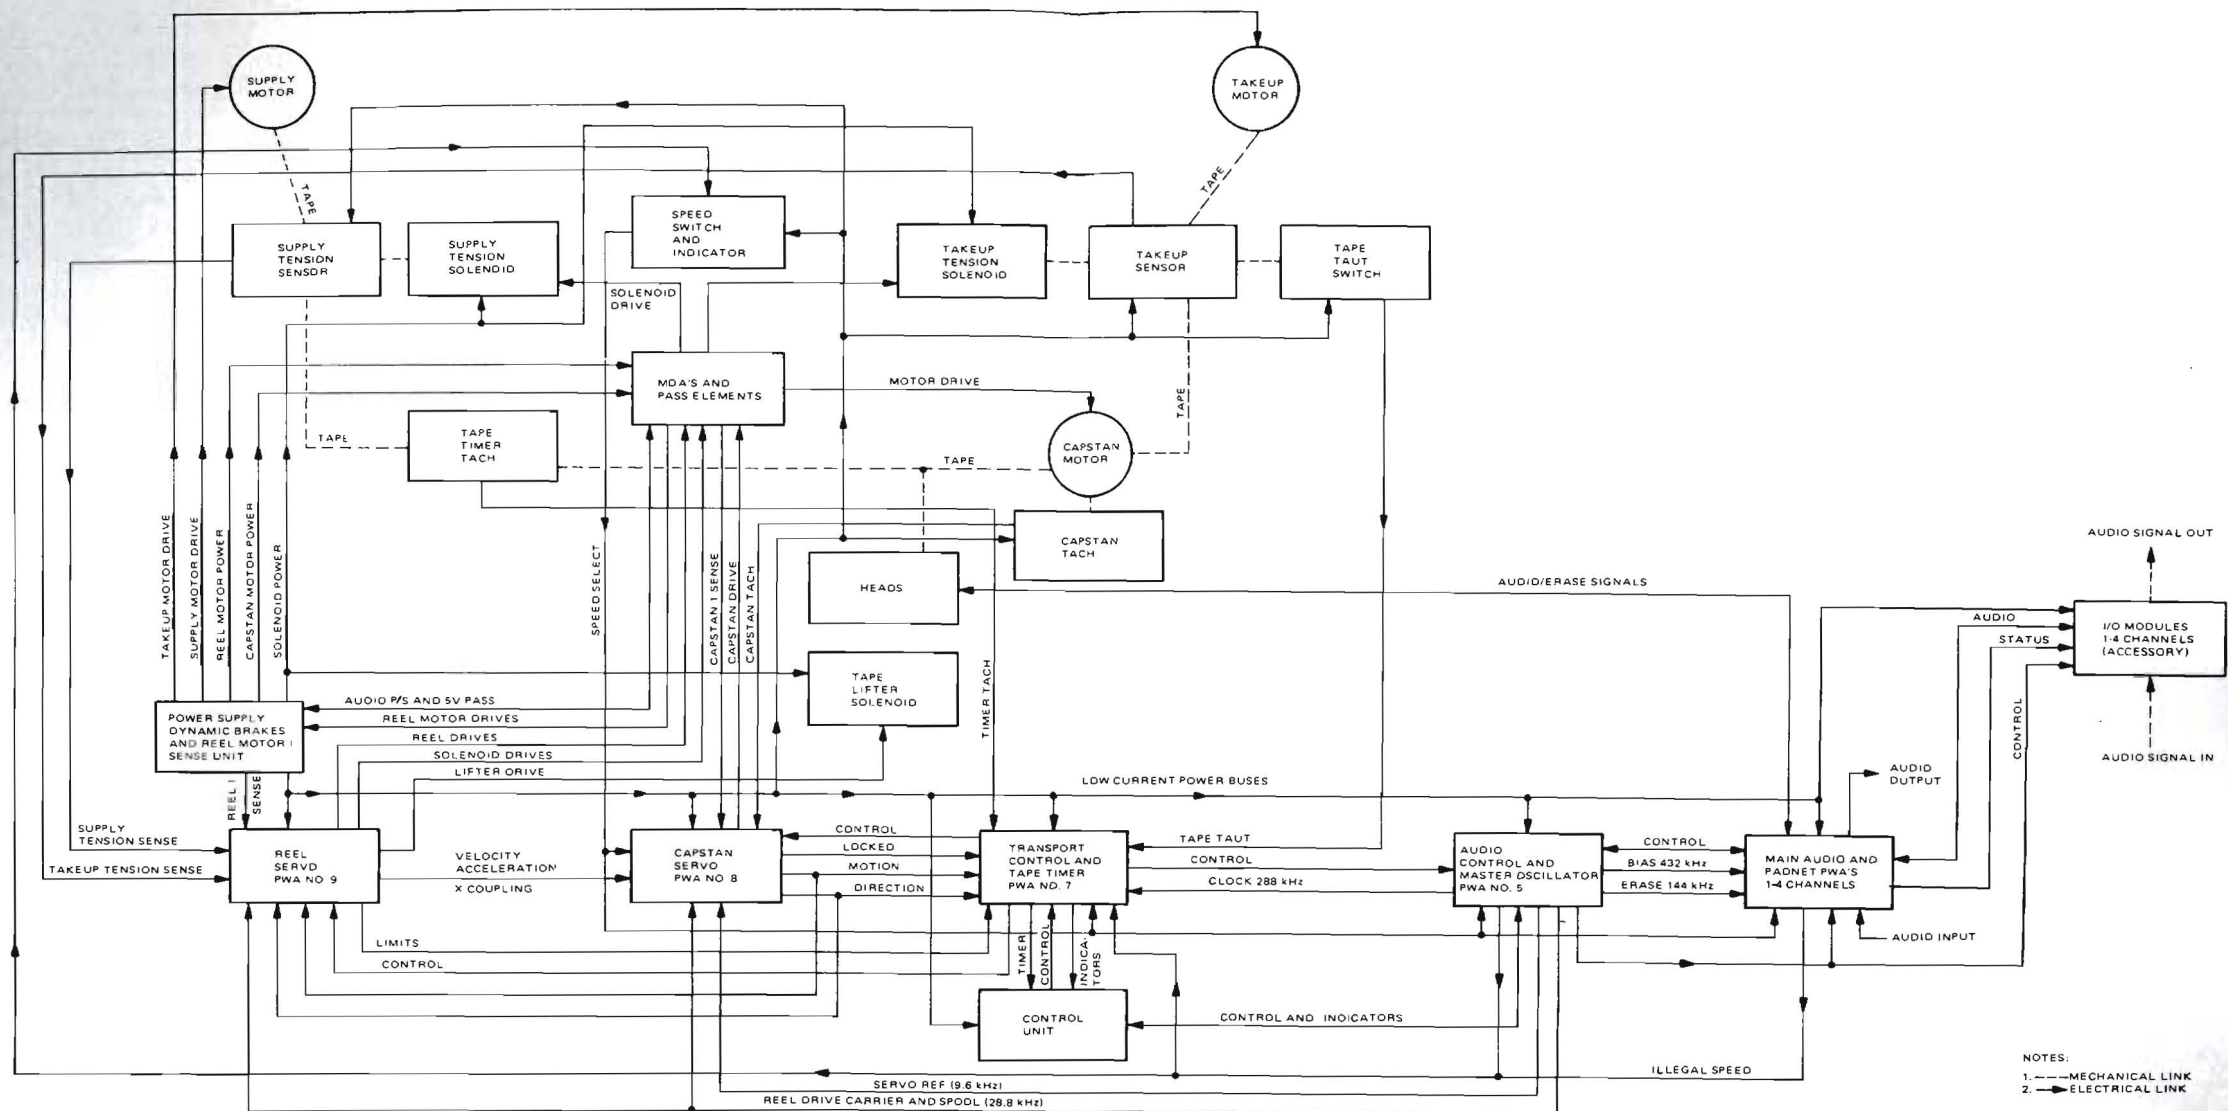 SUPPLY
MOTOR
TAKEUP
MOTOR
TAPE
TAPE
SUPPLY
TENSION
SENSOR
SUPPLY
TENSION
SOLENOID
SPEED
SWITCH
AND
INDICATOR
TAKEUP
TENSION
SOLENOID
TAKEUP
SENSOR
TAPE
TAUT
SWITCH
SOLENOID
DRIVE
MDA'S AND
PASS ELEMENTS
MOTOR DRIVE
TAPE
TAPE
TAPE
TIMER
TACH
TAPE
CAPSTAN
MOTOR
CAPSTAN
TACH
HEADS
TAKEUP MOTOR DRIVE
SUPPLY MOTOR DRIVE
REEL MOTOR POWER
CAPSTAN MOTOR POWER
SOLENOID POWER
SPEED SELECT
CAPSTAN I SENSE
CAPSTAN DRIVE
CAPSTAN TACH
TIMER TACH
AUDIO/ERASE SIGNALS
AUDIO SIGNAL OUT
I/O MODULES
1-4 CHANNELS
(ACCESSORY)
AUDIO
STATUS
CONTROL
AUDIO SIGNAL IN
TAPE
LIFTER
SOLENOID
POWER SUPPLY
DYNAMIC BRAKES
AND REEL MOTOR I
SENSE UNIT
AUDIO P/S AND 5V PASS
REEL MOTOR DRIVES
REEL DRIVES
SOLENOID DRIVES
LIFTER DRIVE
REEL I
SENSE
LOW CURRENT POWER BUSES
AUDIO
OUTPUT
SUPPLY
TENSION SENSE
TAKEUP TENSION SENSE
REEL
SERVO
PWA NO 9
VELOCITY
ACCELERATION
X COUPLING
CAPSTAN
SERVO
PWA NO 8
CONTROL
LOCKED
MOTION
DIRECTION
TRANSPORT
CONTROL AND
TAPE TIMER
PWA NO. 7
TAPE TAUT
CONTROL
CLOCK 288 kHz
AUDIO
CONTROL AND
MASTER OSCILLATOR
PWA NO. 5
CONTROL
BIAS 432 kHz
ERASE 144 kHz
MAIN AUDIO AND
PADNET PWA'S
1-4 CHANNELS
AUDIO INPUT
LIMITS
CONTROL
TIMER
CONTROL
INDICA-
TORS
CONTROL
UNIT
CONTROL AND INDICATORS
ILLEGAL SPEED
SERVO REF (9.6 kHz)
REEL DRIVE CARRIER AND SPOOL (28.8 kHz)
NOTES:
1. ---MECHANICAL LINK
2. ELECTRICAL LINK